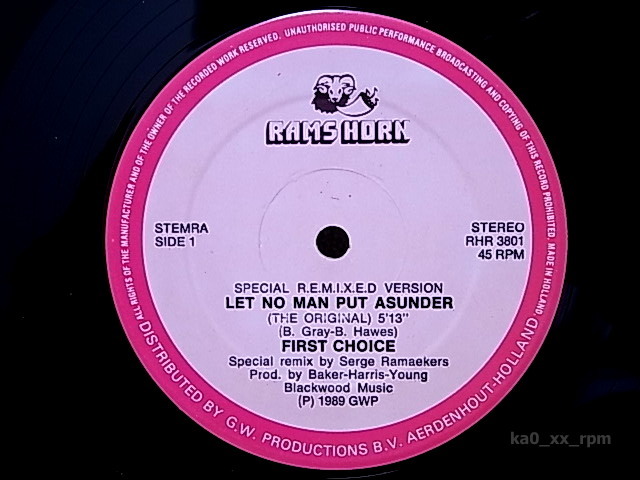 ALL RIGHTS OF THE MANUFACTURER AND OF THE OWNER OF THE RECORDED WORK RESERVED. UNAUTHORISED PUBLIC PERFORMANCE BROADCASTING AND COPYING OF THIS RECORD PROHIBITED, MADE IN HOLLAND
RAMS HORN
STEMRA
SIDE 1
STEREO
RHR 3801
45 RPM
SPECIAL R.E.M.I.X.E.D VERSION
LET NO MAN PUT ASUNDER
(THE ORIGINAL) 5'13"
(B. Gray-B. Hawes)
FIRST CHOICE
Special remix by Serge Ramaekers
Prod. by Baker-Harris-Young
Blackwood Music
(P) 1989 GWP
DISTRIBUTED BY G.W. PRODUCTIONS B.V. AERDENHOUT-HOLLAND
ka0_xx_rpm